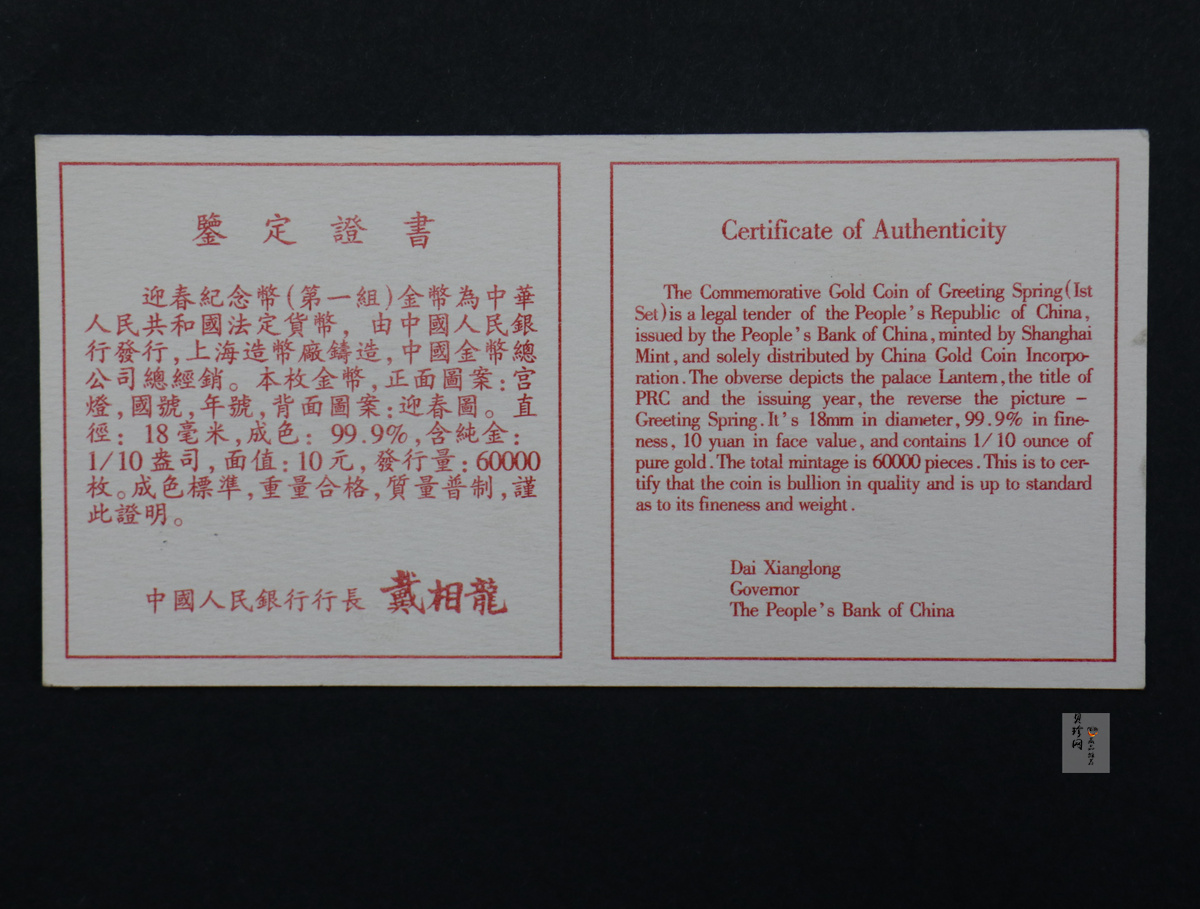 鑒定證書
迎春紀念幣(第一組)金幣為中華
人民共和國法定貨幣, 由中國人民銀
行發行,上海造幣廠鑄造,中國金幣總
公司總經銷。本枚金幣,正面圖案:宮
燈,國號,年號,背面圖案:迎春圖。直
徑: 18毫米,成色: 99.9%,含純金:
1/10盎司,面值:10元,發行量:60000
枚。成色標準,重量合格,質量普制,謹
此證明。
中國人民銀行行長 戴相龍
Certificate of Authenticity
The Commemorative Gold Coin of Greeting Spring(Ist
Set)is a legal tender of the People's Republic of China,
issued by the People's Bank of China,minted by Shanghai
Mint,and solely distributed by China Gold Coin Incorpo-
ration.The obverse depicts the palace Lantern,the title of
PRC and the issuing year, the reverse the picture –
Greeting Spring.It's 18mm in diameter,99.9% in fine-
ness, 10 yuan in face value, and contains 1/10 ounce of
pure gold.The total mintage is 60000 pieces.This is to cer-
tify that the coin is bullion in quality and is up to standard
as to its fineness and weight.
Dai Xianglong
Governor
The People's Bank of China
貝珍网